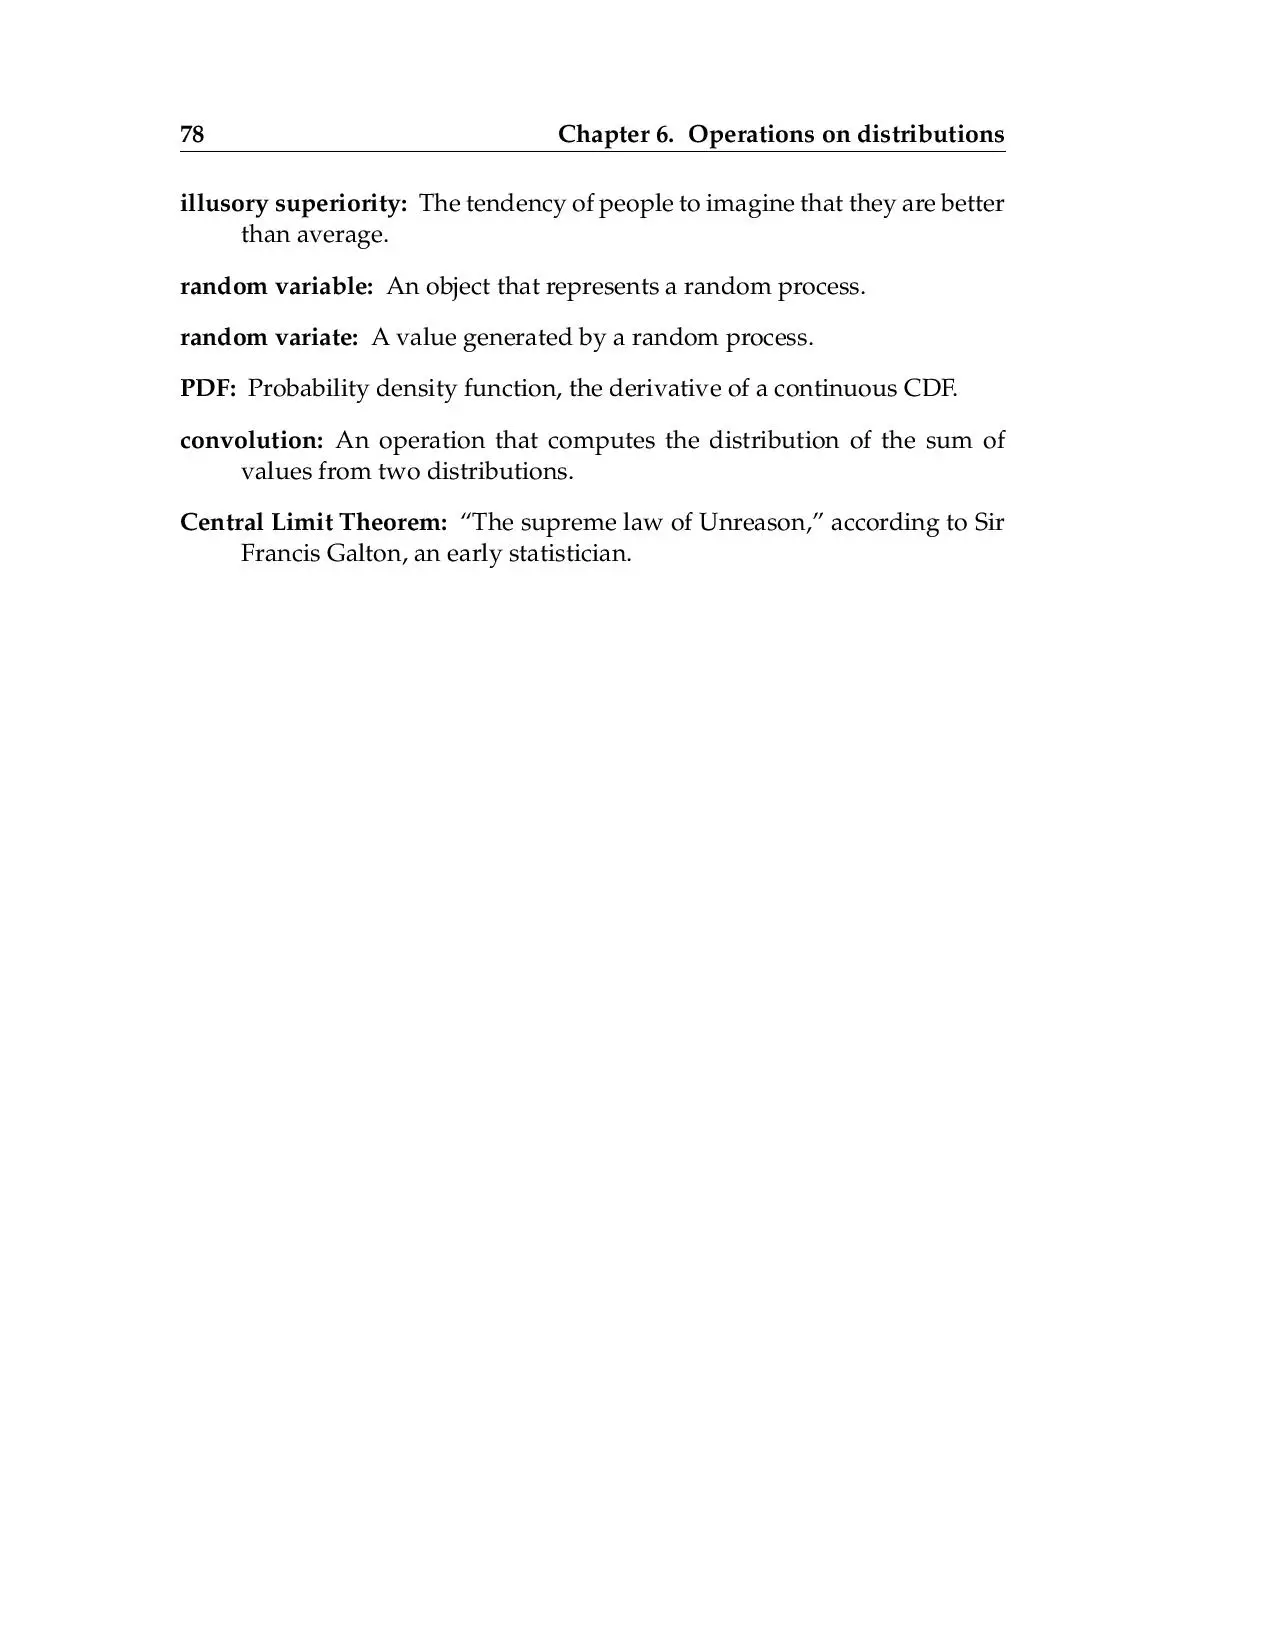 78 Chapter 6. Operations on distributions
illusory superiority: The tendency of people to imagine that they are better
than average.
random variable: An object that represents a random process.
random variate: A value generated by a random process.
PDF: Probability density function, the derivative of a continuous CDF.
convolution: An operation that computes the distribution of the sum of
values from two distributions.
Central Limit Theorem: “The supreme law of Unreason,” according to Sir
Francis Galton, an early statistician.